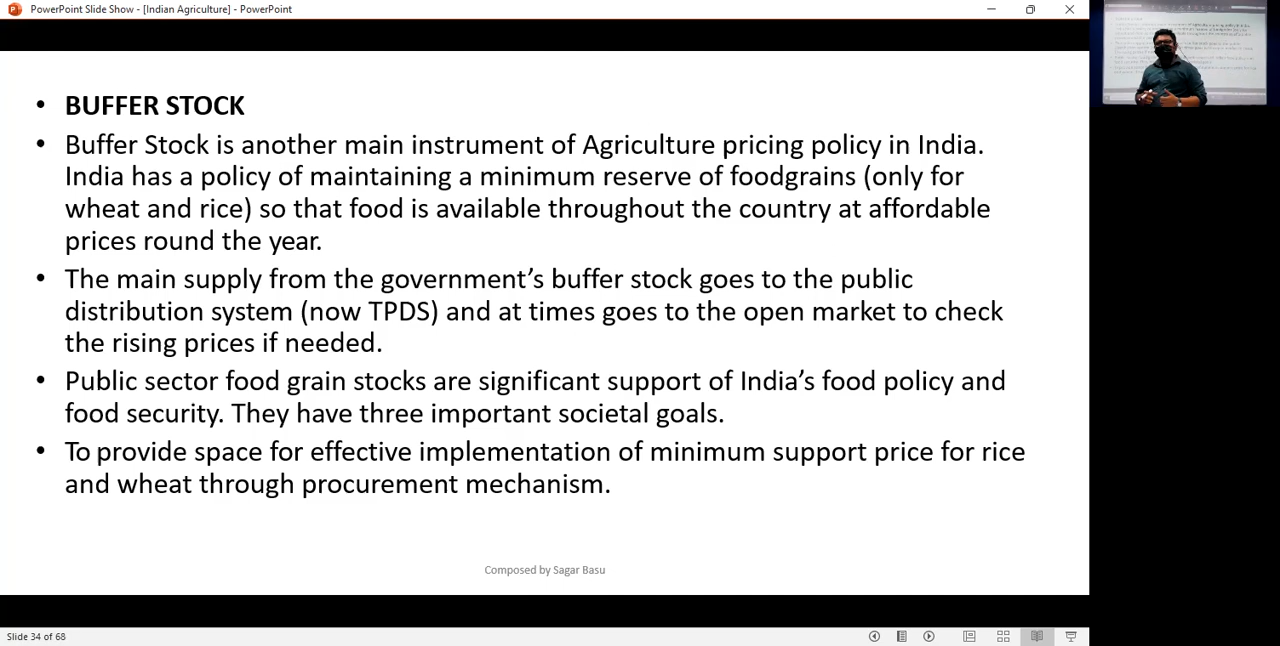 PowerPoint Slide Show - [Indian Agriculture] - PowerPoint
• BUFFER STOCK
• Buffer Stock is another main instrument of Agriculture pricing policy in India.
India has a policy of maintaining a minimum reserve of foodgrains (only for
wheat and rice) so that food is available throughout the country at affordable
prices round the year.
• The main supply from the government’s buffer stock goes to the public
distribution system (now TPDS) and at times goes to the open market to check
the rising prices if needed.
• Public sector food grain stocks are significant support of India’s food policy and
food security. They have three important societal goals.
• To provide space for effective implementation of minimum support price for rice
and wheat through procurement mechanism.
Composed by Sagar Basu
Slide 34 of 68